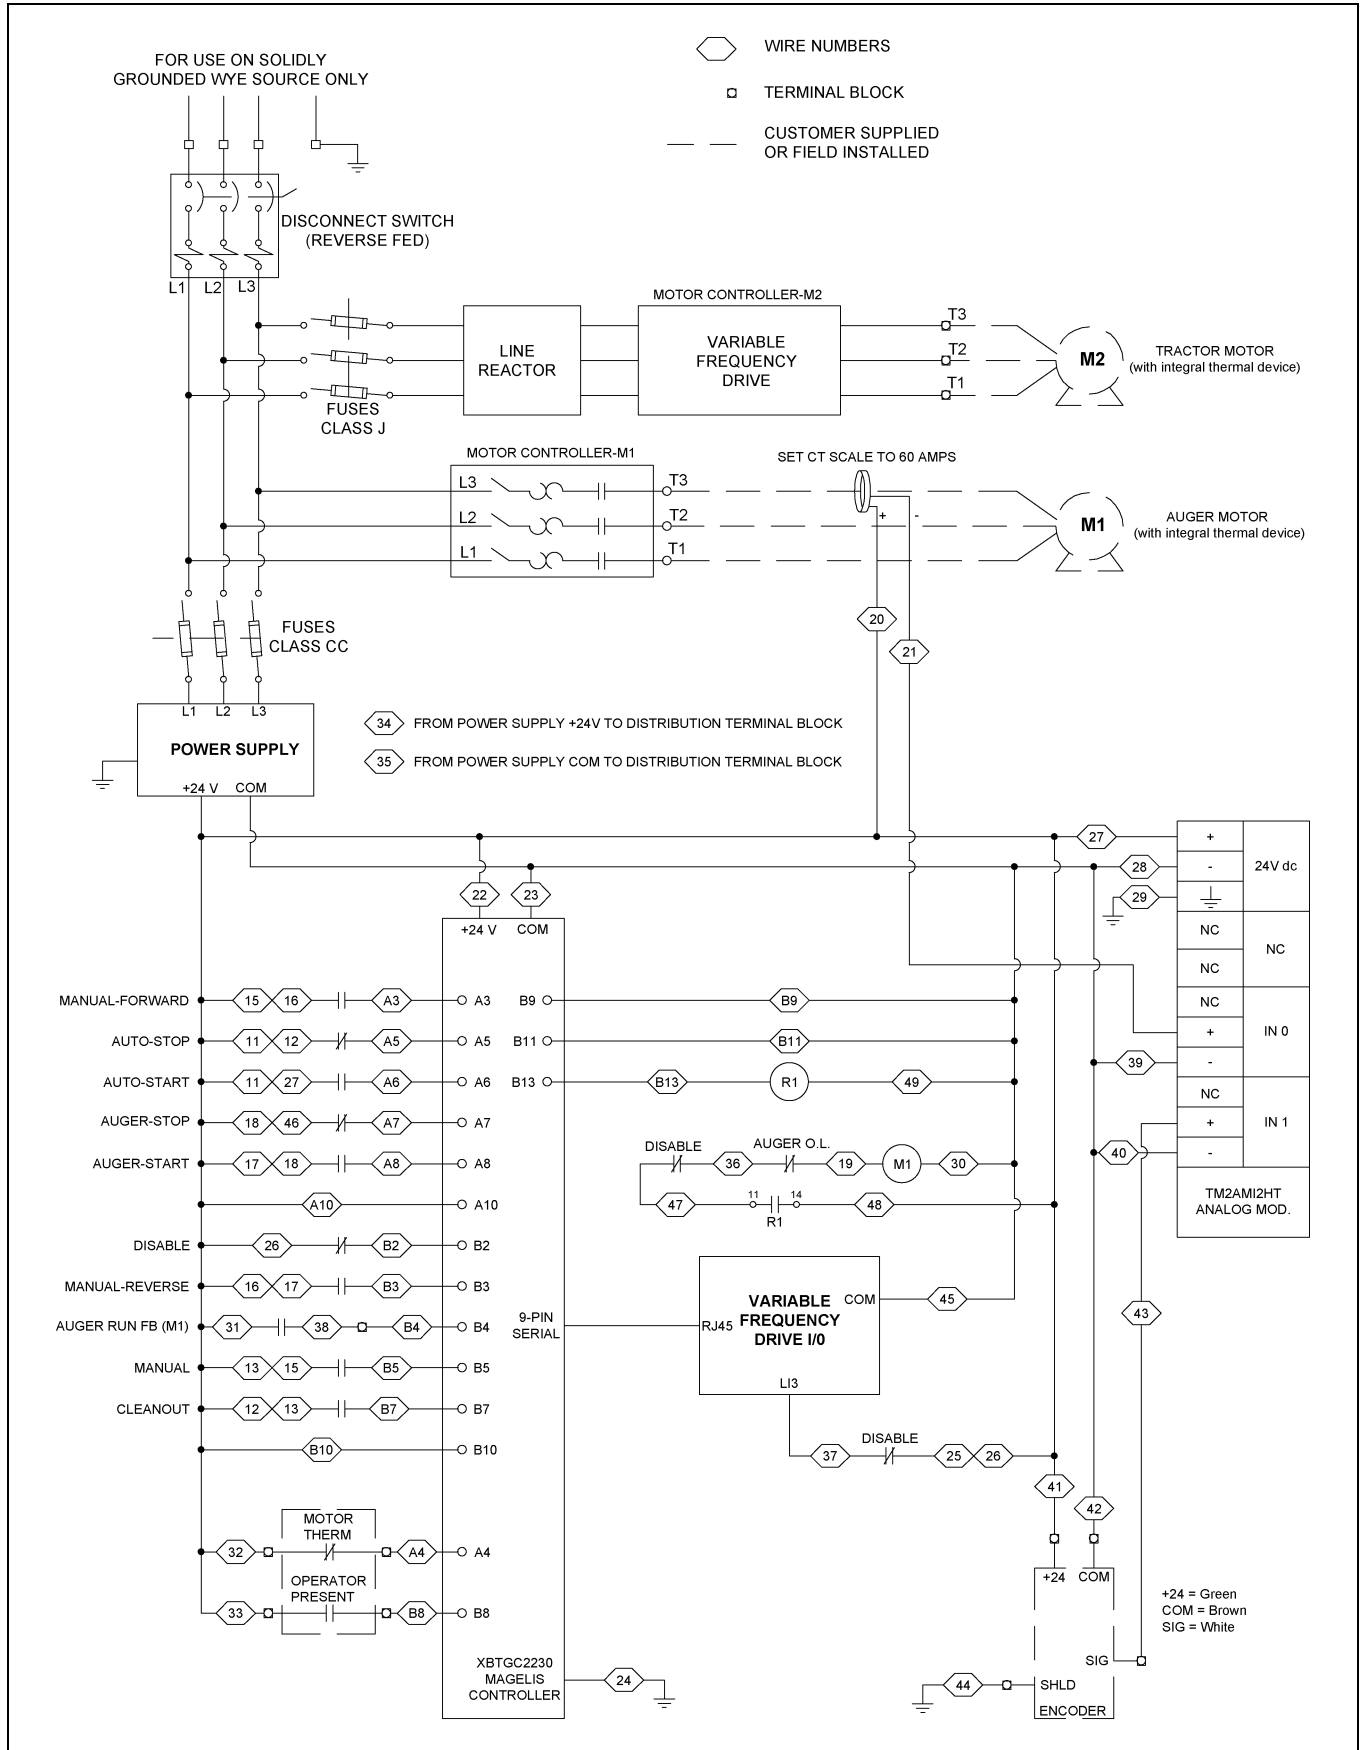 FOR USE ON SOLIDLY
GROUNDED WYE SOURCE ONLY
WIRE NUMBERS
TERMINAL BLOCK
CUSTOMER SUPPLIED
OR FIELD INSTALLED
DISCONNECT SWITCH
(REVERSE FED)
L1
L2
L3
FUSES
CLASS J
LINE
REACTOR
MOTOR CONTROLLER-M2
VARIABLE
FREQUENCY
DRIVE
T3
T2
T1
M2
TRACTOR MOTOR
(with integral thermal device)
MOTOR CONTROLLER-M1
L3
L2
L1
T3
T2
T1
SET CT SCALE TO 60 AMPS
+
-
M1
AUGER MOTOR
(with integral thermal device)
20
21
FUSES
CLASS CC
L1
L2
L3
POWER SUPPLY
+24 V
COM
34 FROM POWER SUPPLY +24V TO DISTRIBUTION TERMINAL BLOCK
35 FROM POWER SUPPLY COM TO DISTRIBUTION TERMINAL BLOCK
22
23
+24 V
COM
27
28
29
+
-
24V dc
NC
NC
NC
NC
+
-
IN 0
39
NC
+
-
IN 1
40
TM2AMI2HT
ANALOG MOD.
MANUAL-FORWARD 15 16 A3 A3
AUTO-STOP 11 12 A5 A5
AUTO-START 11 27 A6 A6
AUGER-STOP 18 46 A7 A7
AUGER-START 17 18 A8 A8
A10 A10
DISABLE 26 B2 B2
MANUAL-REVERSE 16 17 B3 B3
AUGER RUN FB (M1) 31 38 B4 B4
MANUAL 13 15 B5 B5
CLEANOUT 12 13 B7 B7
B10 B10
MOTOR
THERM
32 A4 A4
OPERATOR
PRESENT
33 B8 B8
B9 B9
B11 B11
B13 B13 R1 49
DISABLE
AUGER O.L.
36 19 M1 30
47 11 14 48
R1
9-PIN
SERIAL
RJ45
VARIABLE
FREQUENCY
DRIVE I/0
COM
45
LI3
DISABLE
37 25 26
41
42
43
+24
COM
+24 = Green
COM = Brown
SIG = White
SIG
44
SHLD
ENCODER
XBTGC2230
MAGELIS
CONTROLLER
24